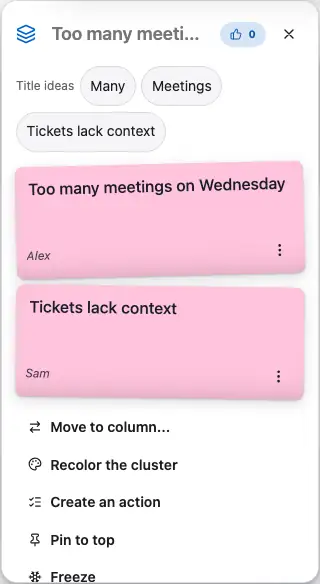 Too many meeti...
0
Title ideas
Many
Meetings
Tickets lack context
Too many meetings on Wednesday
Alex
Tickets lack context
Sam
Move to column...
Recolor the cluster
Create an action
Pin to top
Freeze